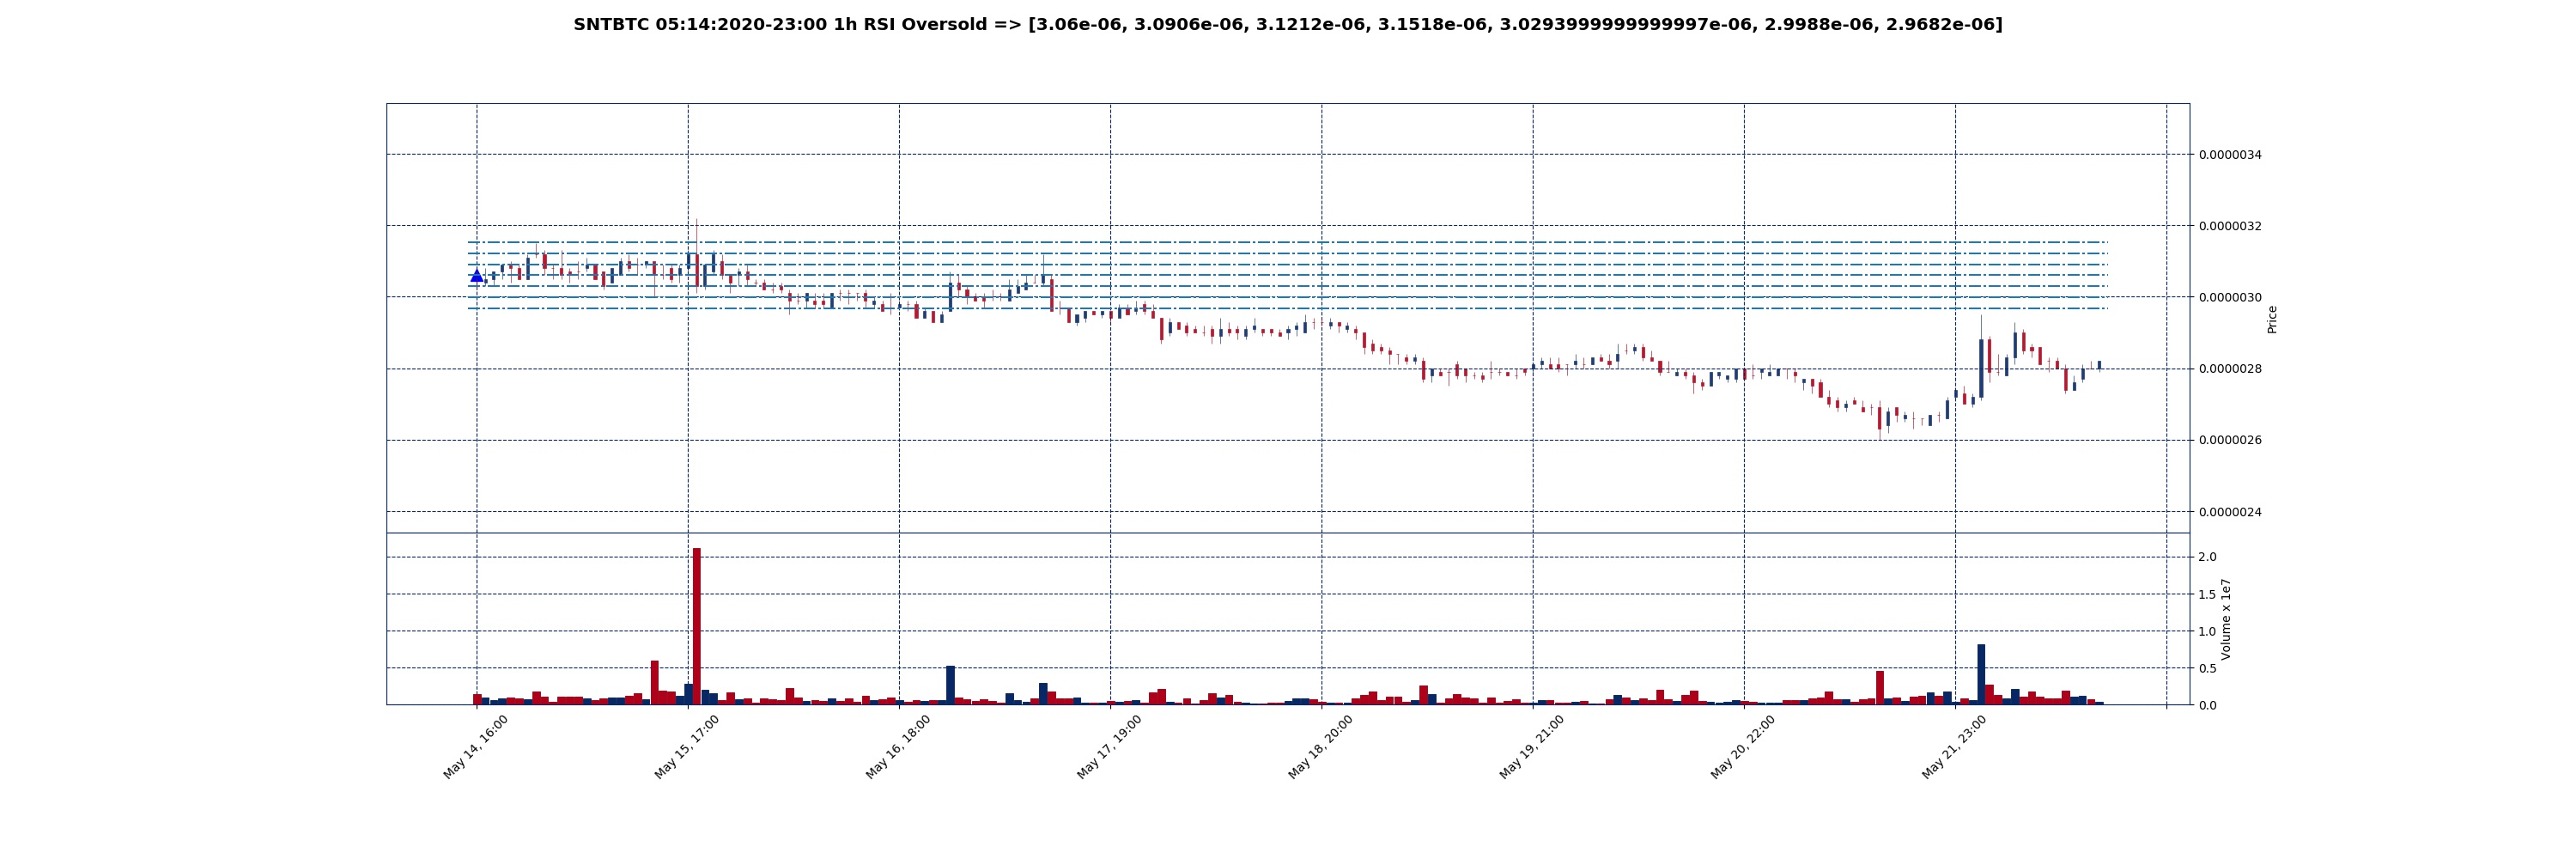 SNTBTC 05:14:2020-23:00 1h RSI Oversold => [3.06e-06, 3.0906e-06, 3.1212e-06, 3.1518e-06, 3.0293999999999997e-06, 2.9988e-06, 2.9682e-06]
0.0000034
0.0000032
0.0000030
0.0000028
0.0000026
0.0000024
Price
2.0
1.5
1.0
0.5
0.0
Volume x 1e7
May 14, 16:00
May 15, 17:00
May 16, 18:00
May 17, 19:00
May 18, 20:00
May 19, 21:00
May 20, 22:00
May 21, 23:00